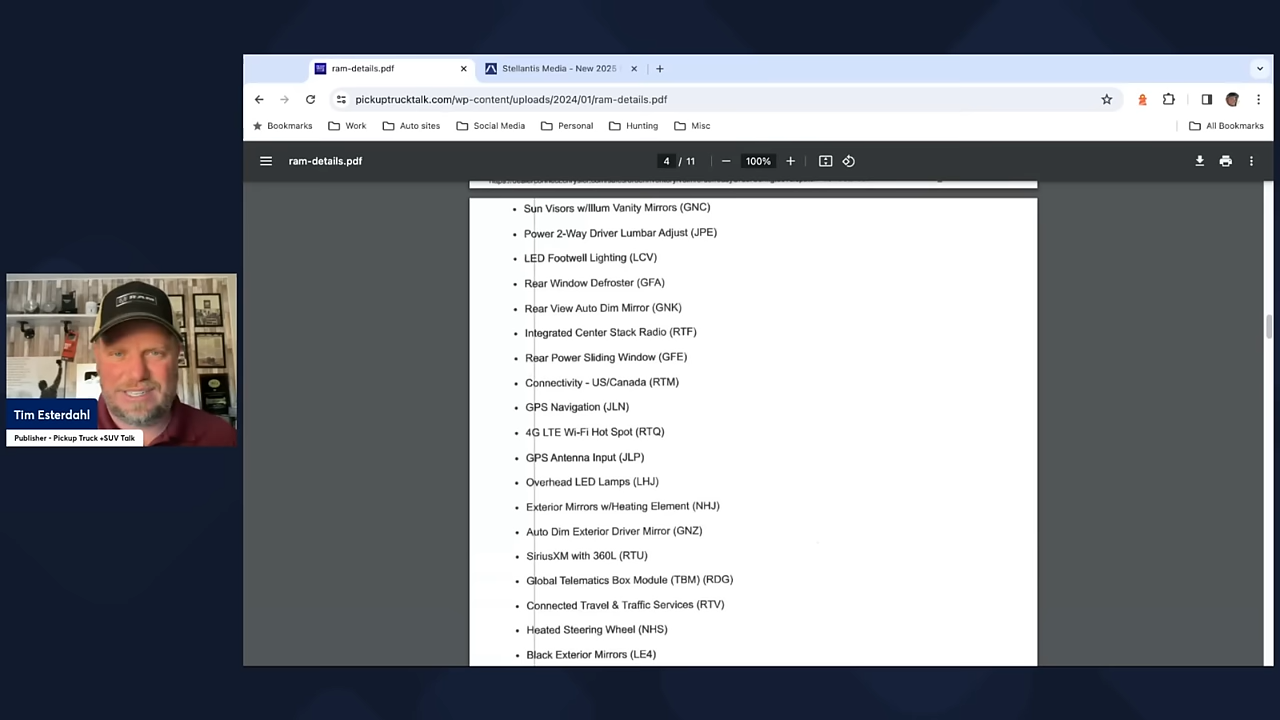 ram-details.pdf
Stellantis Media - New 2025
pickuptrucktalk.com/wp-content/uploads/2024/01/ram-details.pdf
Bookmarks
Work
Auto sites
Social Media
Personal
Hunting
Misc
All Bookmarks
ram-details.pdf
4 / 11
100%
• Sun Visors w/Illum Vanity Mirrors (GNC)
• Power 2-Way Driver Lumbar Adjust (JPE)
• LED Footwell Lighting (LCV)
• Rear Window Defroster (GFA)
• Rear View Auto Dim Mirror (GNK)
• Integrated Center Stack Radio (RTF)
• Rear Power Sliding Window (GFE)
• Connectivity - US/Canada (RTM)
• GPS Navigation (JLN)
• 4G LTE Wi-Fi Hot Spot (RTQ)
• GPS Antenna Input (JLP)
• Overhead LED Lamps (LHJ)
• Exterior Mirrors w/Heating Element (NHJ)
• Auto Dim Exterior Driver Mirror (GNZ)
• SiriusXM with 360L (RTU)
• Global Telematics Box Module (TBM) (RDG)
• Connected Travel & Traffic Services (RTV)
• Heated Steering Wheel (NHS)
• Black Exterior Mirrors (LE4)
RAM
Tim Esterdahl
Publisher - Pickup Truck +SUV Talk